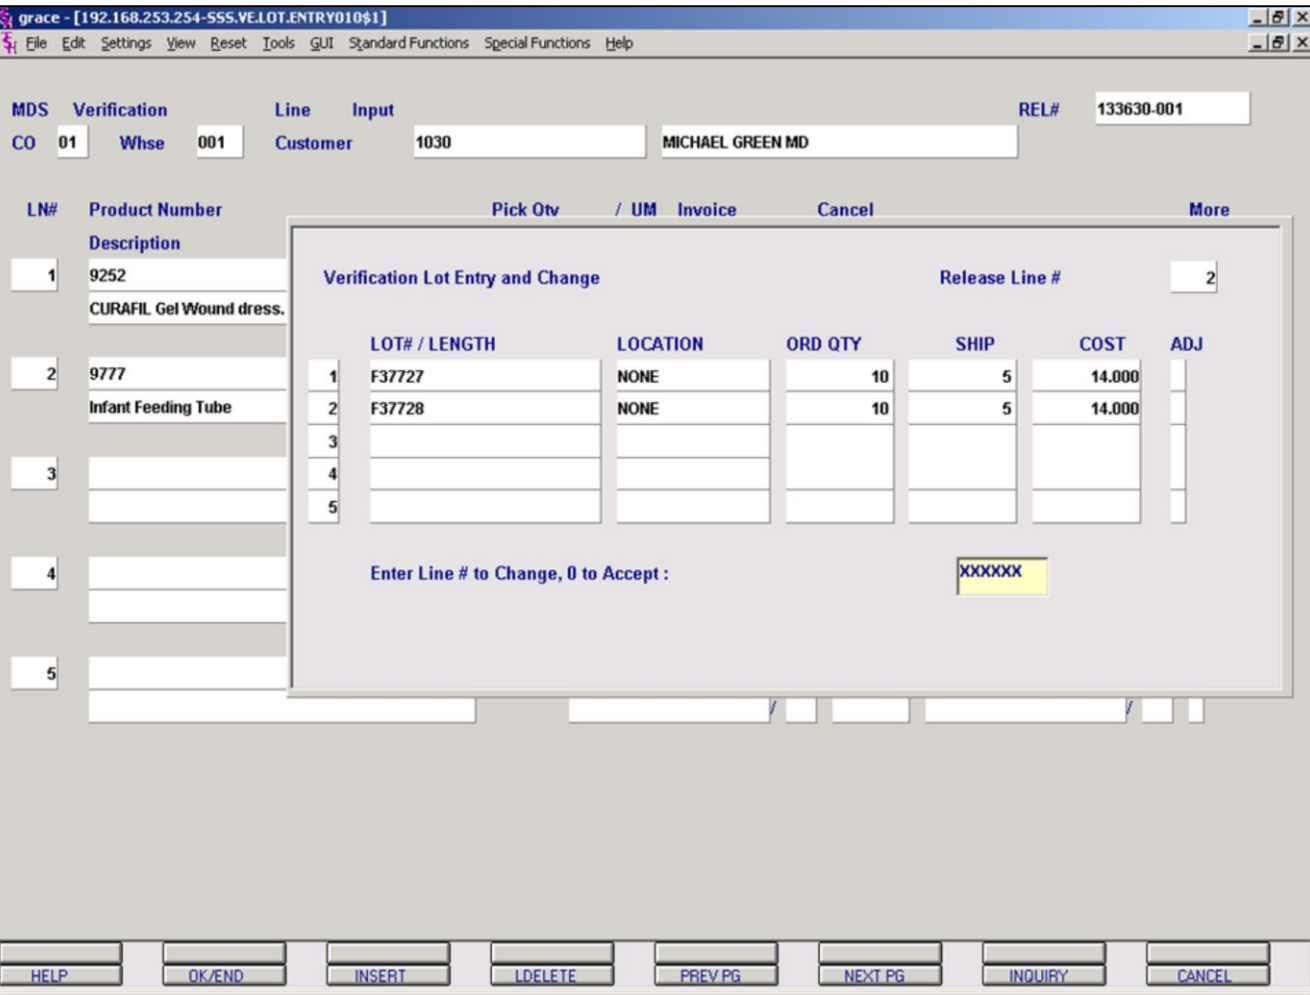 grace - [192.168.253.254-SSS.VE.LOT.ENTRY010$1]
File Edit Settings View Reset Tools GUI Standard Functions Special Functions Help
MDS Verification Line Input REL# 133630-001
CO 01 Whse 001 Customer 1030 MICHAEL GREEN MD
LN# Product Number Pick Qty / UM Invoice Cancel More
Description
1 9252
CURAFIL Gel Wound dress.
2 9777
Infant Feeding Tube
3
4
5
/ /
Verification Lot Entry and Change Release Line # 2
LOT# / LENGTH LOCATION ORD QTY SHIP COST ADJ
1 F37727 NONE 10 5 14.000
2 F37728 NONE 10 5 14.000
3
4
5
Enter Line # to Change, 0 to Accept : XXXXXX
HELP OK/END INSERT LDELETE PREV PG NEXT PG INQUIRY CANCEL